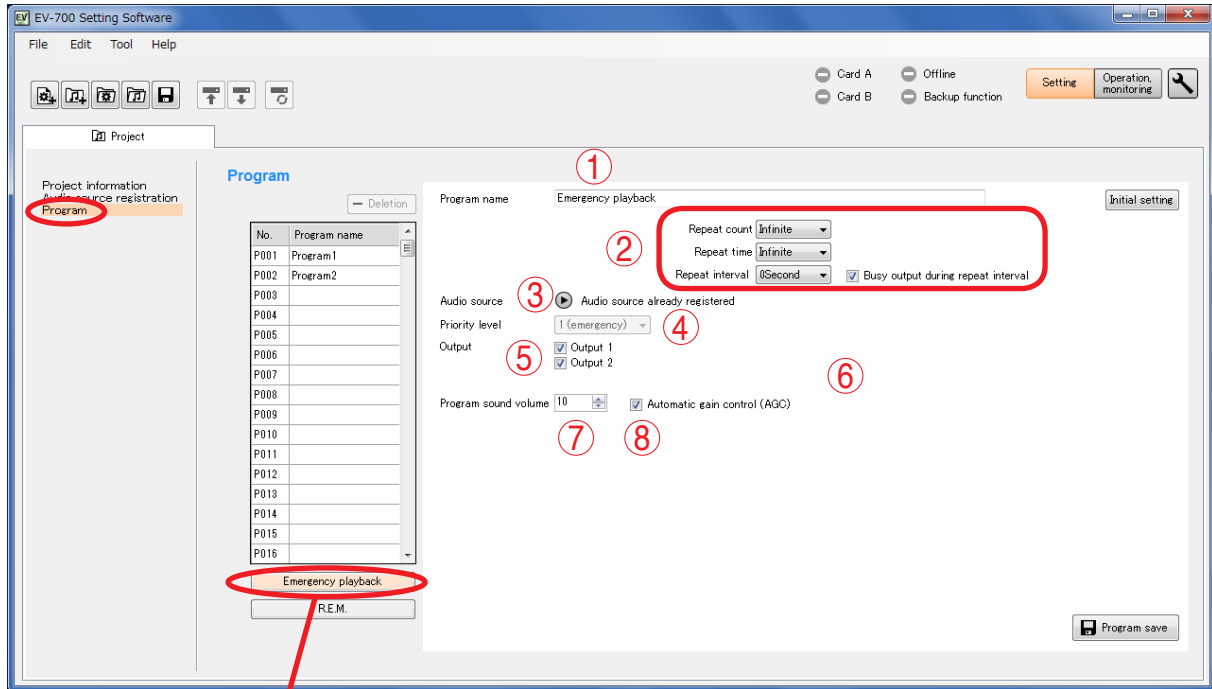 EV EV-700 Setting Software
File Edit Tool Help
Card A Offline
Card B Backup function
Setting Operation, monitoring
Project
Project information
Audio source registration
Program
Program
Deletion
No. Program name
P001 Program1
P002 Program2
P003
P004
P005
P006
P007
P008
P009
P010
P011
P012
P013
P014
P015
P016
Emergency playback
R.E.M.
①
Program name Emergency playback Initial setting
②
Repeat count Infinite
Repeat time Infinite
Repeat interval 0Second Busy output during repeat interval
Audio source ③ Audio source already registered
Priority level 1 (emergency) ④
Output ⑤ Output 1
Output 2
⑥
Program sound volume 10 Automatic gain control (AGC)
⑦ ⑧
Program save